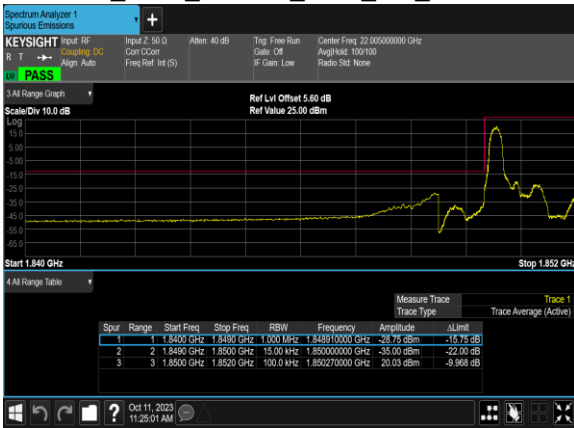 Spectrum Analyzer 1
Spurious Emissions
KEYSIGHT Input: RF Input Z: 50 Ω Atten: 40 dB Trig: Free Run Center Freq: 22.005000000 GHz
R T Coupling: DC Corr CCorr Gate: Off Avg|Hold: 100/100
Align: Auto Freq Ref: Int (S) IF Gain: Low Radio Std: None
PASS
3 All Range Graph
Ref Lvl Offset 5.60 dB
Scale/Div 10.0 dB Ref Value 25.00 dBm
Log
15.0
5.00
-5.00
-15.0
-25.0
-35.0
-45.0
-55.0
-65.0
Start 1.840 GHz Stop 1.852 GHz
4 All Range Table
Measure Trace Trace 1
Trace Type Trace Average (Active)
Spur Range Start Freq Stop Freq RBW Frequency Amplitude ΔLimit
1 1 1.8400 GHz 1.8490 GHz 1.000 MHz 1.848910000 GHz -28.75 dBm -15.75 dB
2 2 1.8490 GHz 1.8500 GHz 15.00 kHz 1.850000000 GHz -35.00 dBm -22.00 dB
3 3 1.8500 GHz 1.8520 GHz 100.0 kHz 1.850270000 GHz 20.03 dBm -9.968 dB
Oct 11, 2023
11:25:01 AM